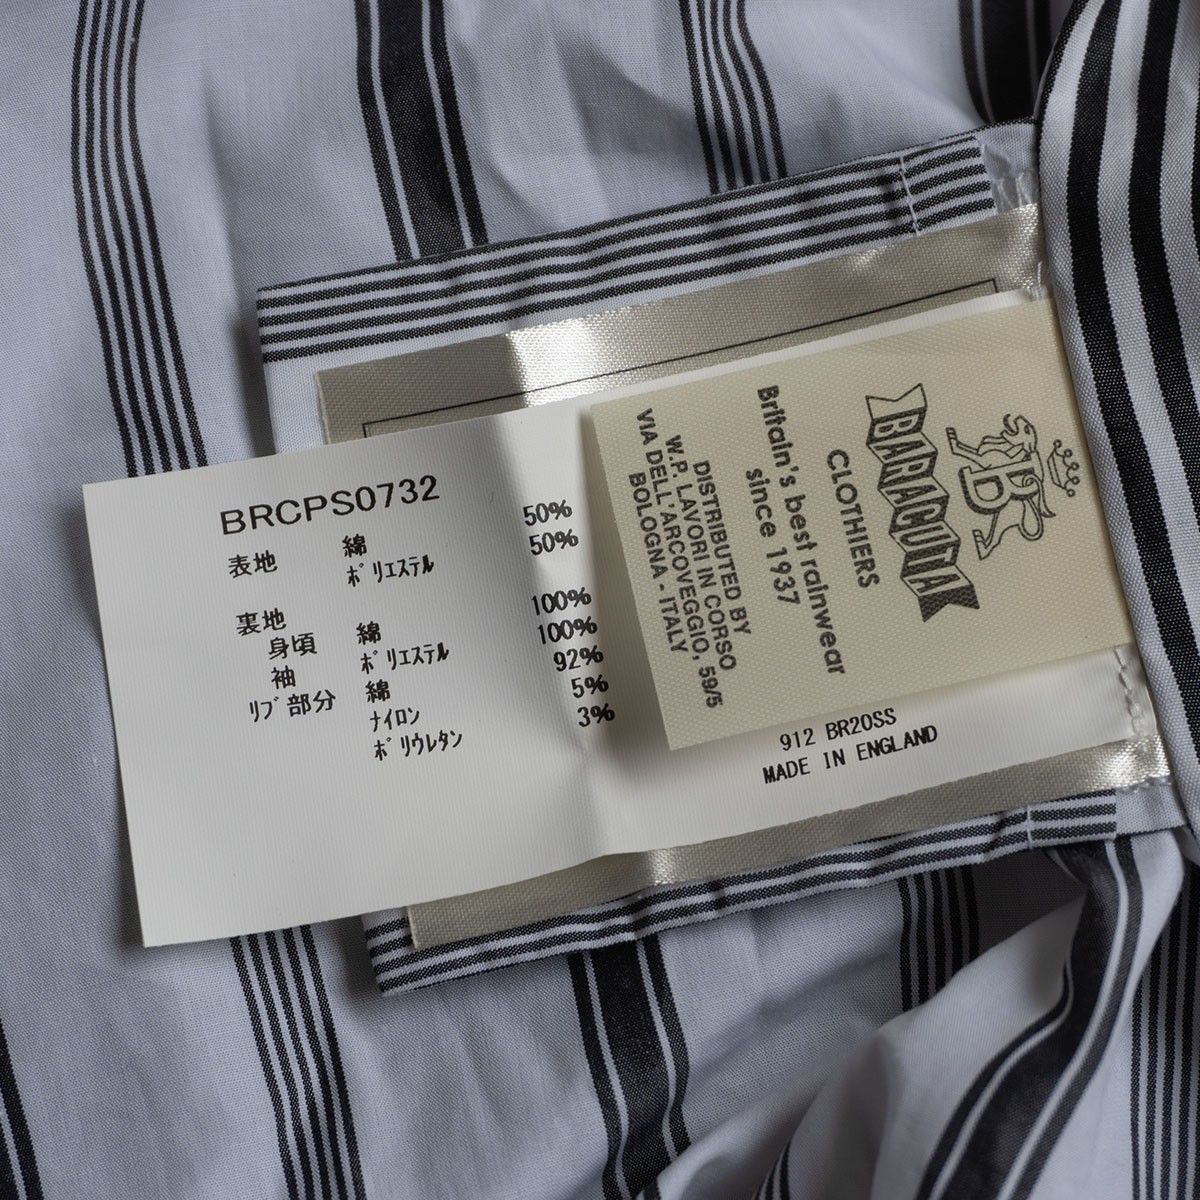 BRCPS0732
表地 綿 50%
ポリエステル 50%
裏地
身頃 綿 100%
袖 ポリエステル 100%
リブ部分 綿 92%
ナイロン 5%
ポリウレタン 3%
BARACUTA
CLOTHIERS
Britain's best rainwear
since 1937
DISTRIBUTED BY
W.P. LAVORI IN CORSO
VIA DELL'ARCOVEGGIO, 59/5
BOLOGNA - ITALY
912 BR20SS
MADE IN ENGLAND